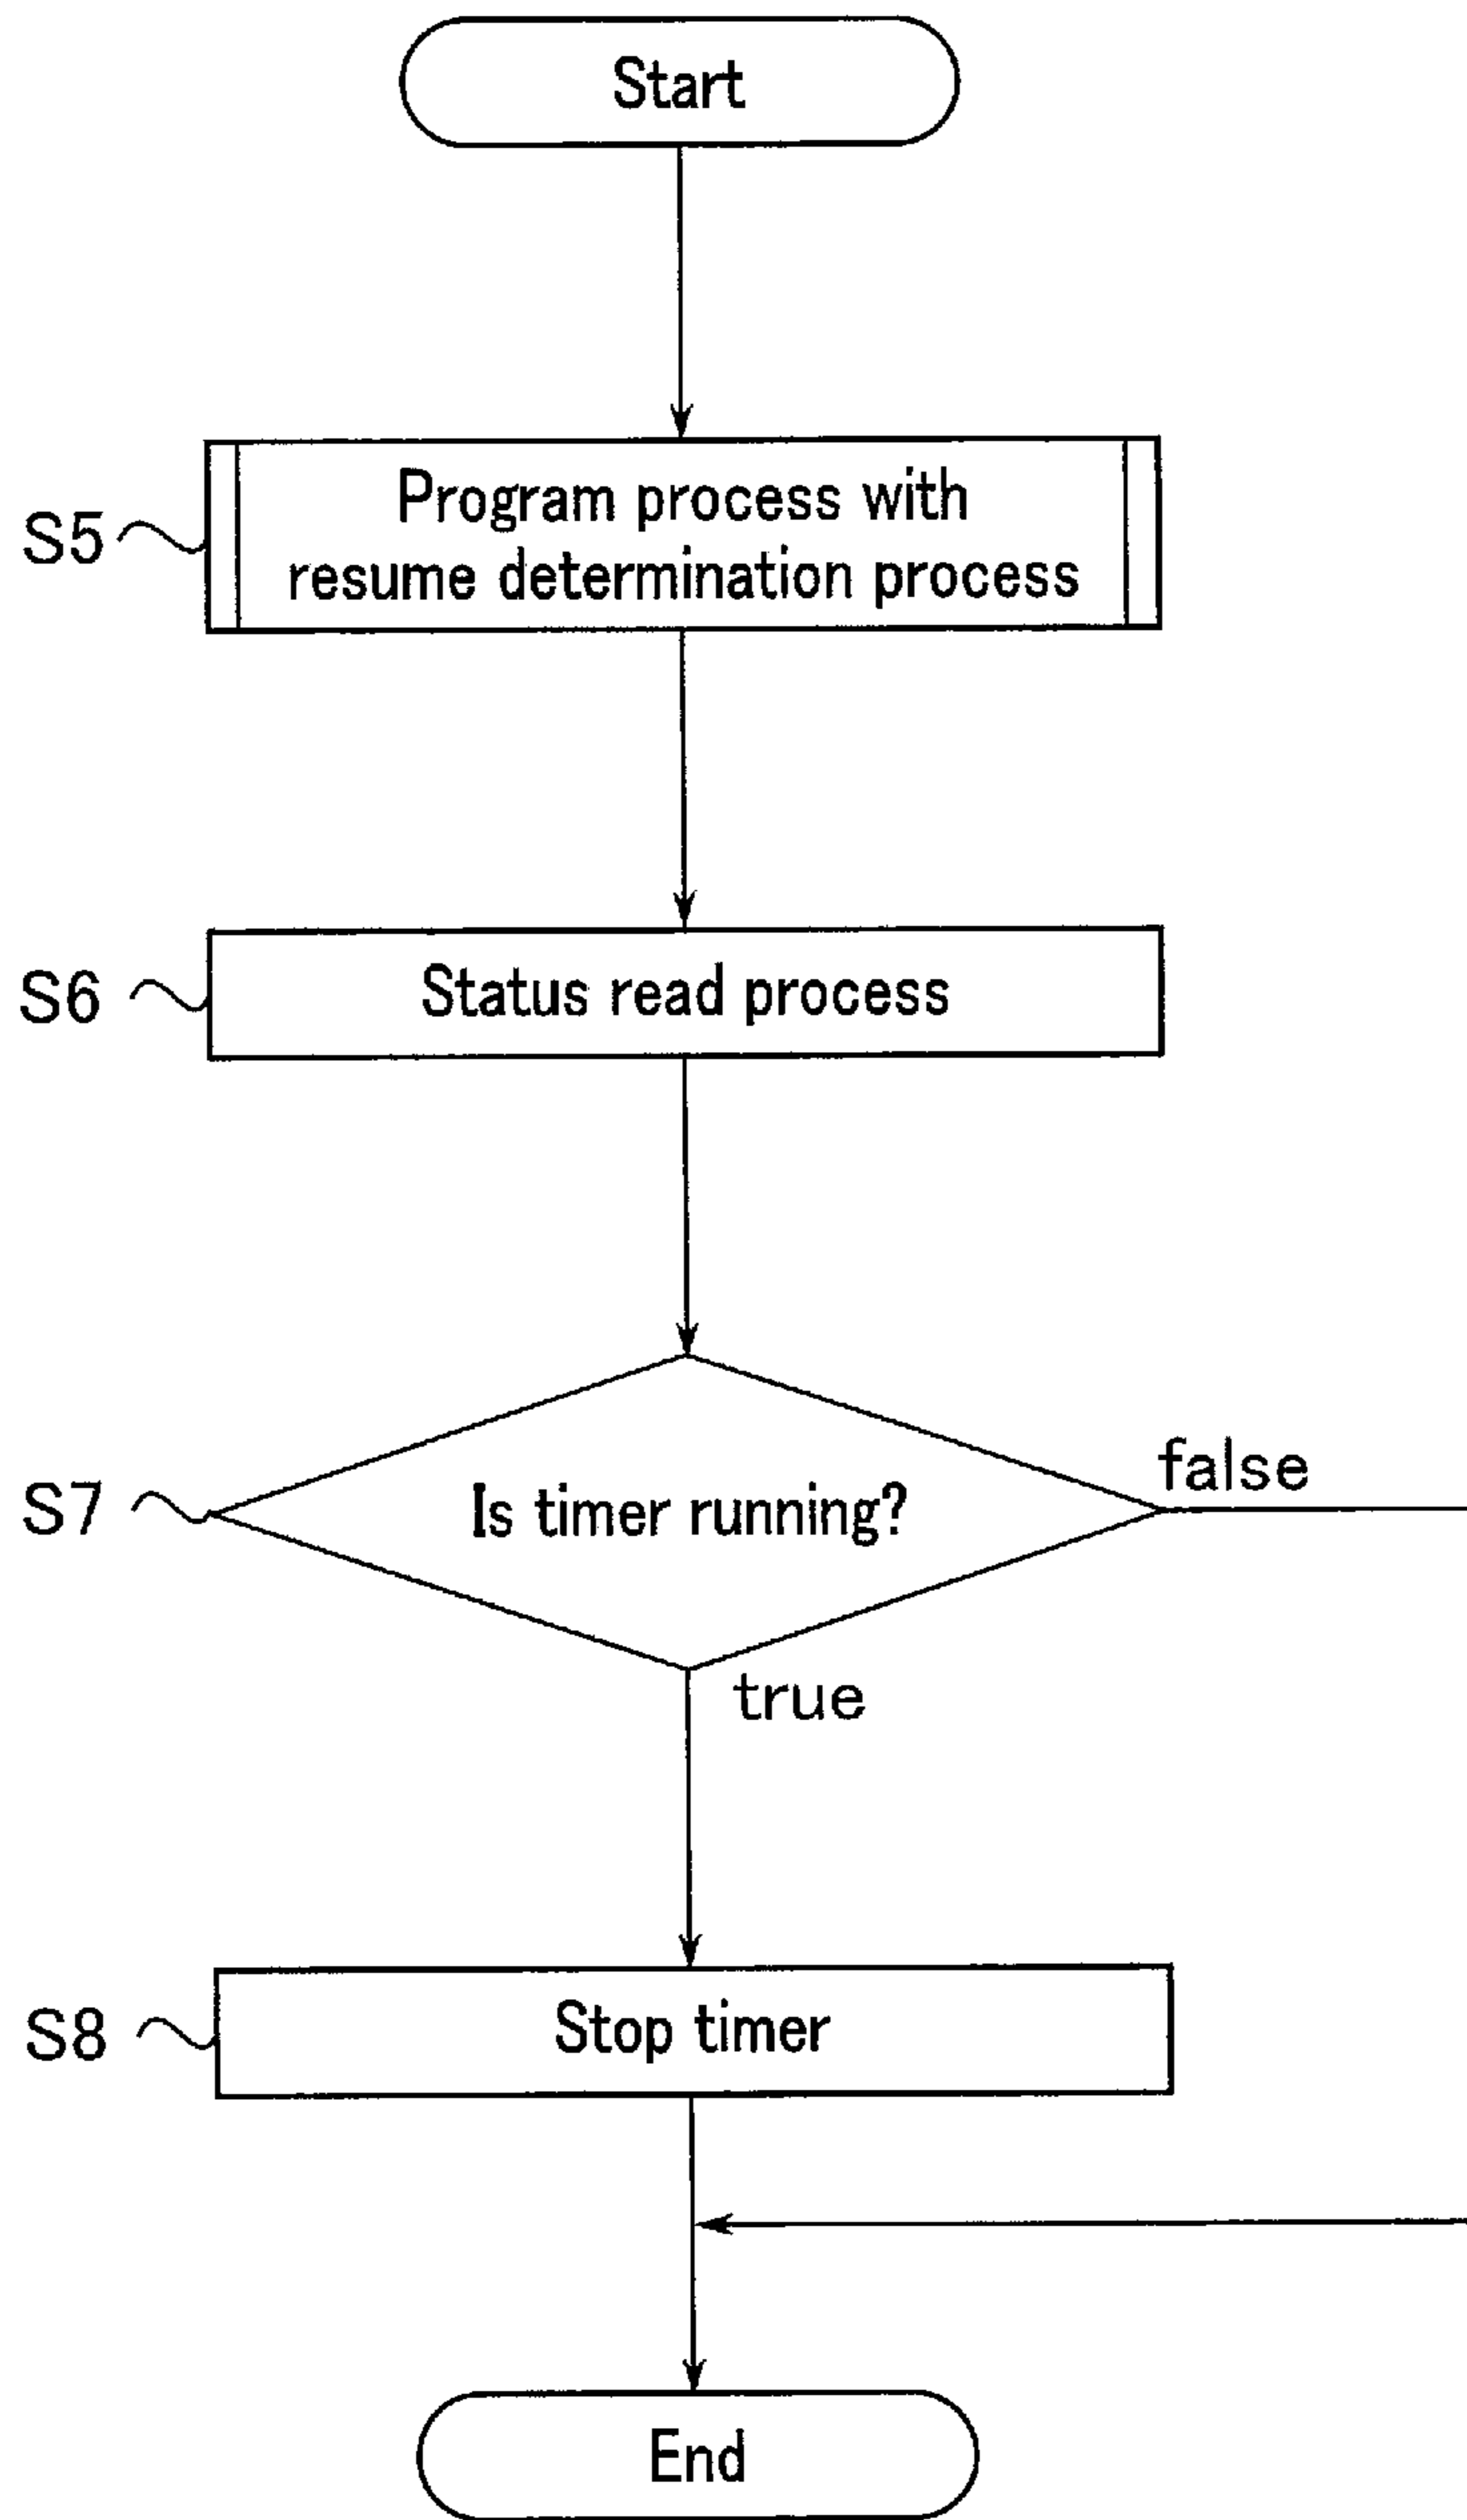 Start
S5
Program process with
resume determination process
S6
Status read process
S7
Is timer running?
false
true
S8
Stop timer
End